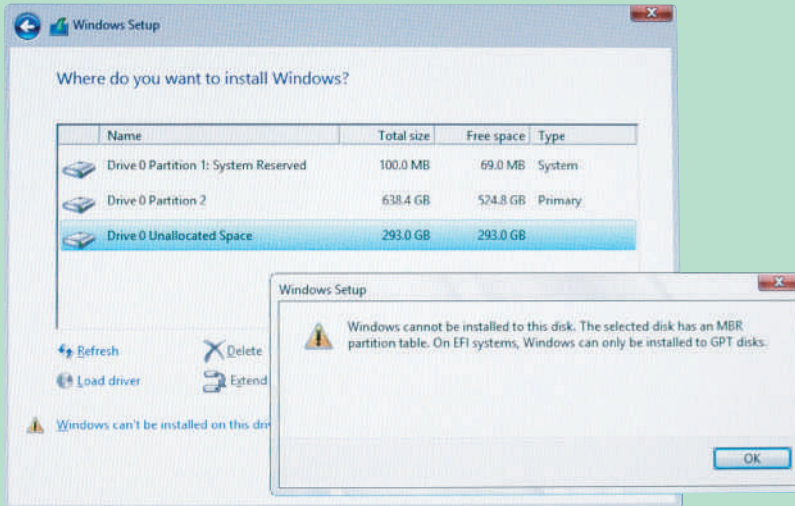 Windows Setup
Where do you want to install Windows?
Name Total size Free space Type
Drive 0 Partition 1: System Reserved 100.0 MB 69.0 MB System
Drive 0 Partition 2 638.4 GB 524.8 GB Primary
Drive 0 Unallocated Space 293.0 GB 293.0 GB
Refresh Delete
Load driver Extend
Windows can't be installed on this dri
Windows Setup
Windows cannot be installed to this disk. The selected disk has an MBR
partition table. On EFI systems, Windows can only be installed to GPT disks.
OK